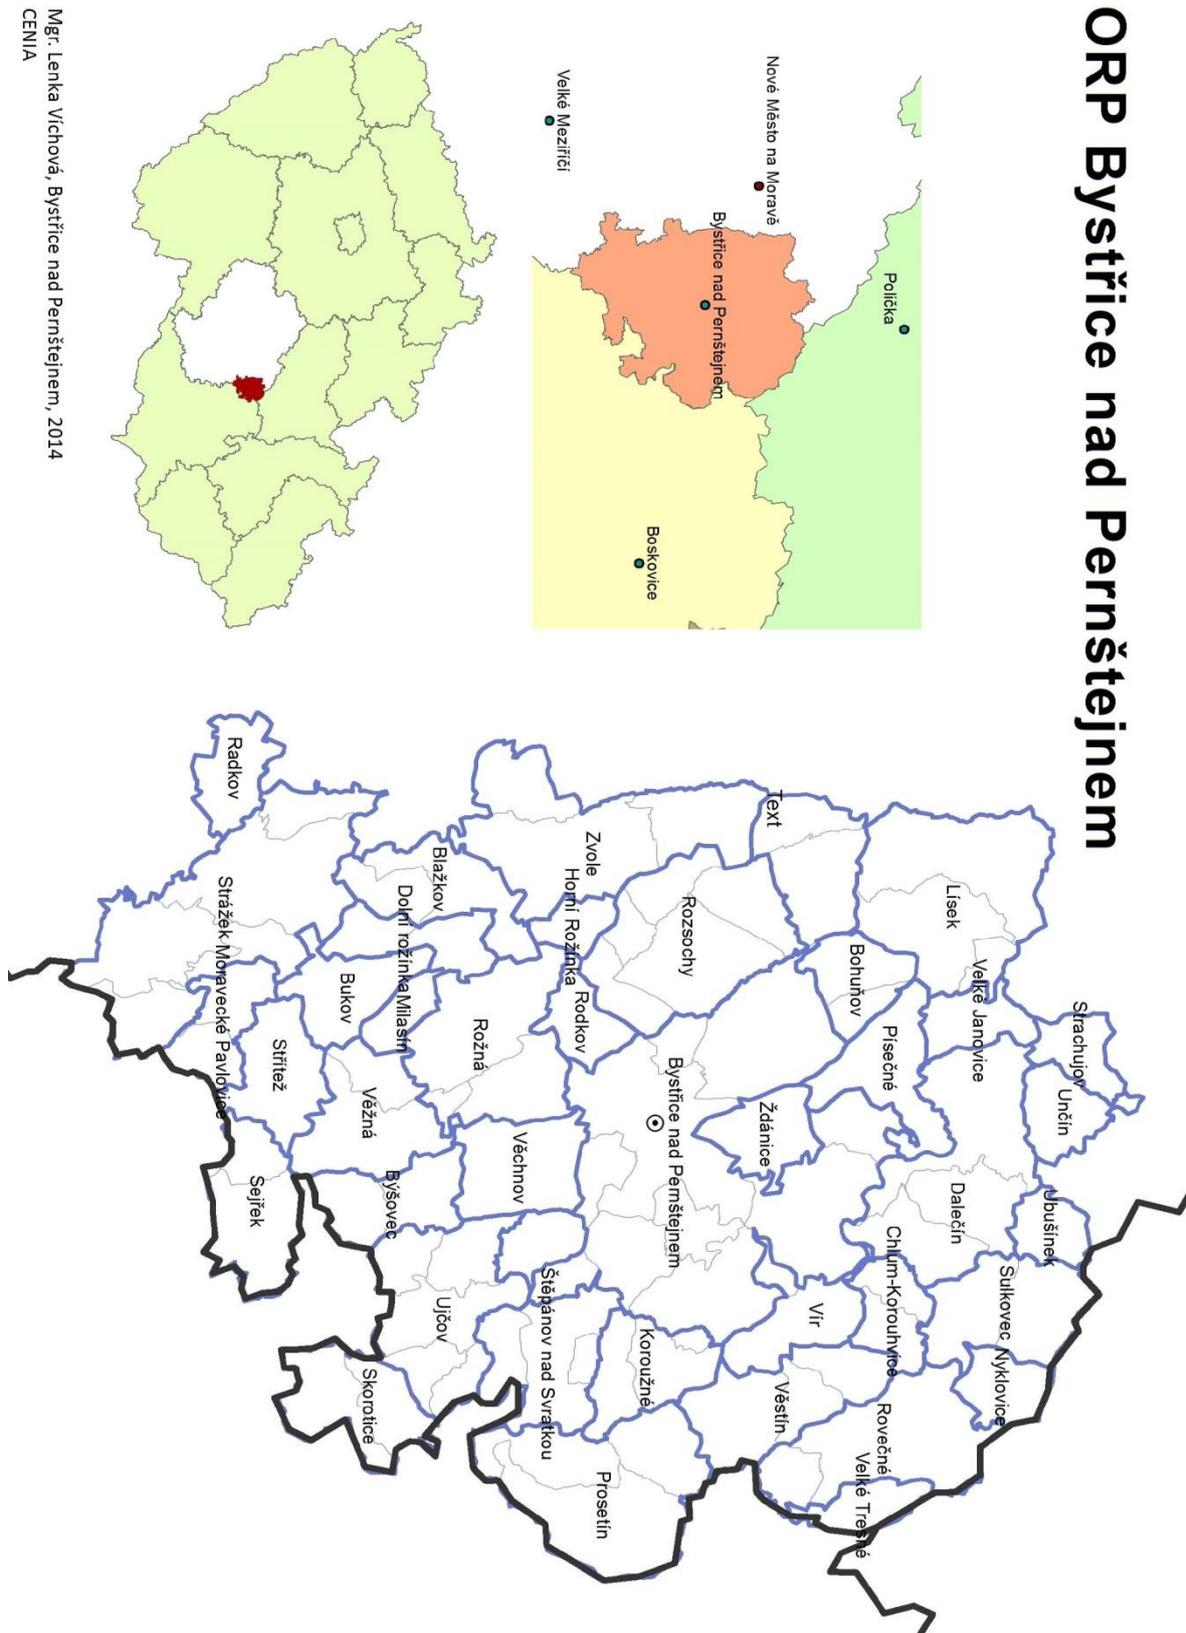 ORP Bystřice nad Pernštejnem
Polička
Nové Město na Moravě
Bystřice nad Pernštejnem
Velké Meziříčí
Boskovice
Strachujov
Unčín
Ubušínek
Lísek
Velké Janovice
Dalečín
Sulkovec
Nyklovice
Písečné
Bohuňov
Chlum-Korouhvice
Rovečné
Velké Tresné
Text
Ždánice
Vír
Věstín
Rozsochy
Bystřice nad Pernštejnem
Koroužné
Zvole
Horní Rožínka
Rodkov
Prosetín
Věchnov
Štěpánov nad Svratkou
Rožná
Blažkov
Dolní rožínka
Milasín
Ujčov
Býšovec
Bukov
Věžná
Skorotice
Střítež
Sejřek
Radkov
Strážek
Moravecké Pavlovice
Mgr. Lenka Víchová, Bystřice nad Pernštejnem, 2014
CENIA